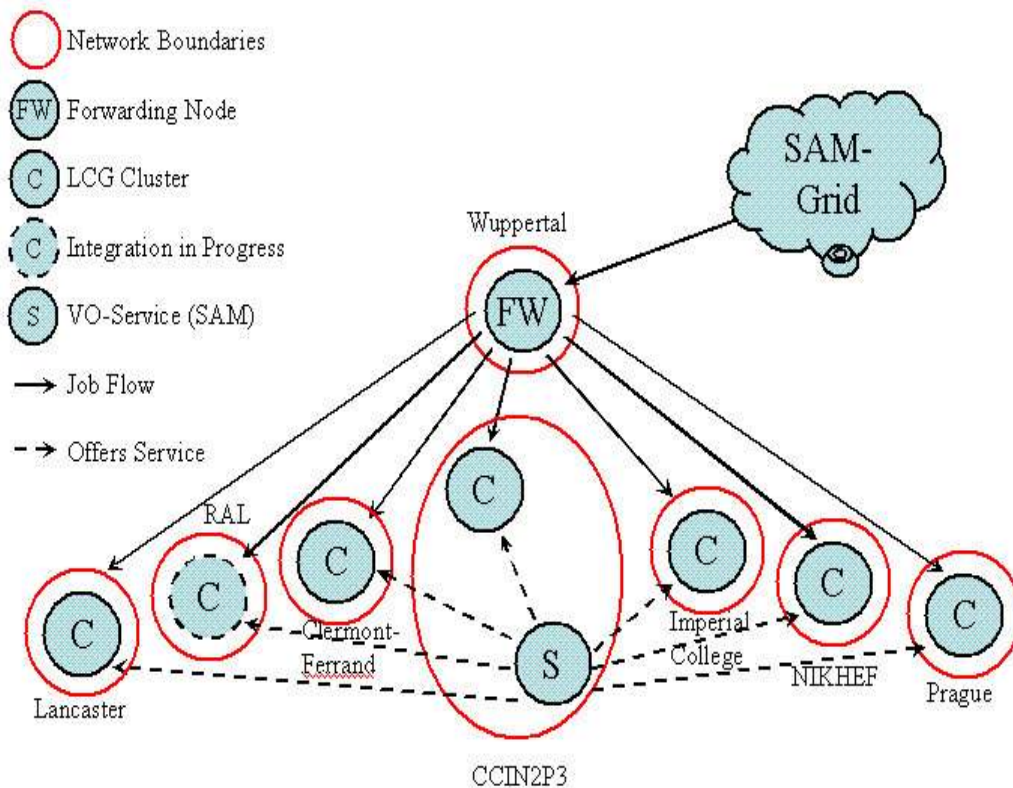 Network Boundaries
FW Forwarding Node
C LCG Cluster
C Integration in Progress
S VO-Service (SAM)
Job Flow
Offers Service
SAM-
Grid
Wuppertal
FW
C
RAL
C
C
C
C
C
C
S
Clermont-
Ferrand
Imperial
College
NIKHEF
Lancaster
Prague
CCIN2P3